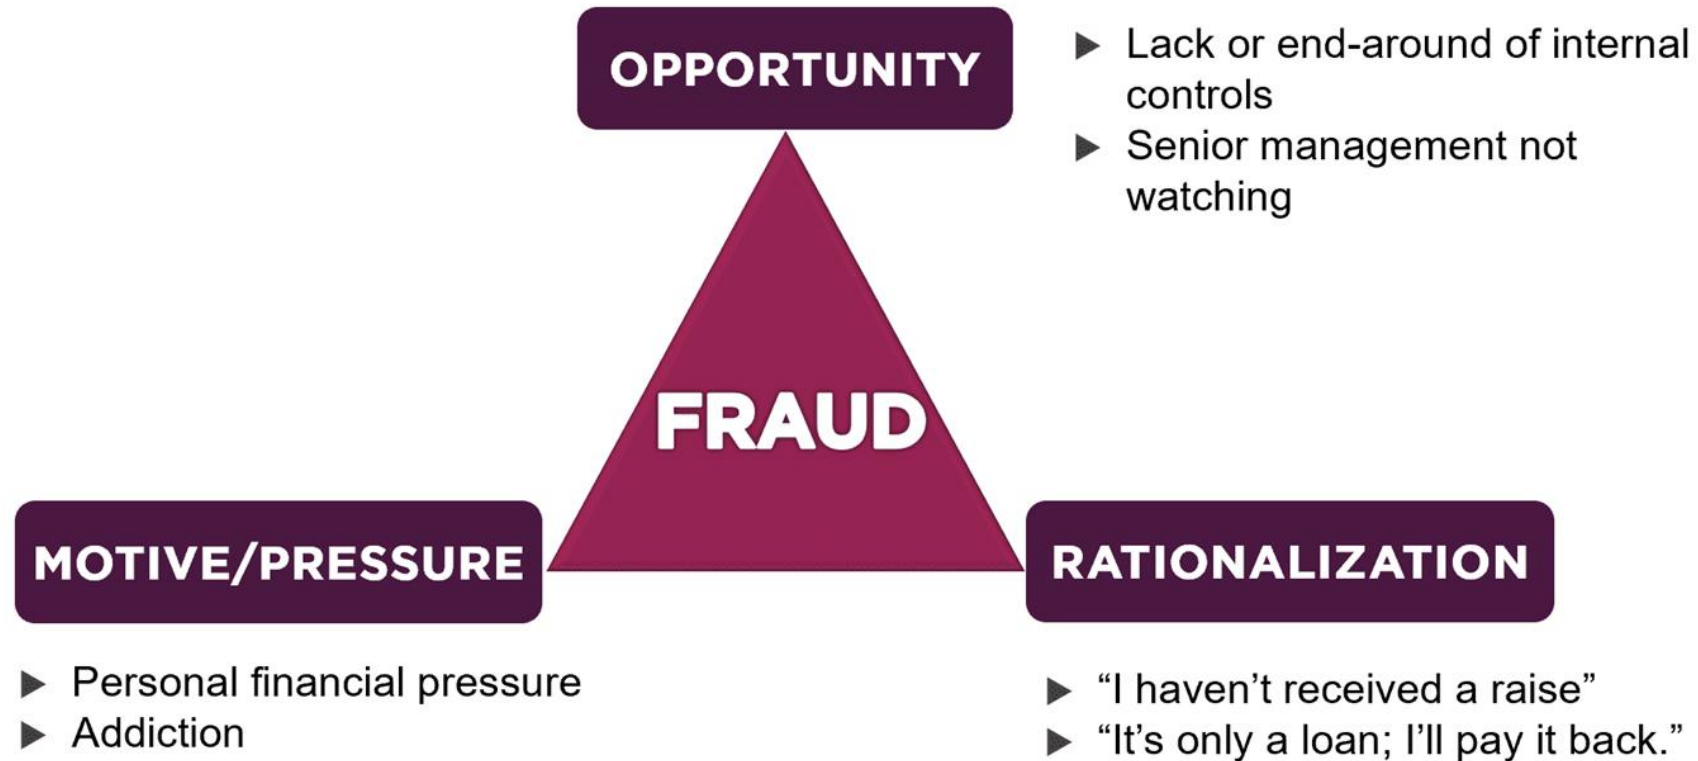 OPPORTUNITY
Lack or end-around of internal
controls
Senior management not
watching
FRAUD
MOTIVE/PRESSURE
Personal financial pressure
Addiction
RATIONALIZATION
“I haven’t received a raise”
“It’s only a loan; I’ll pay it back.”